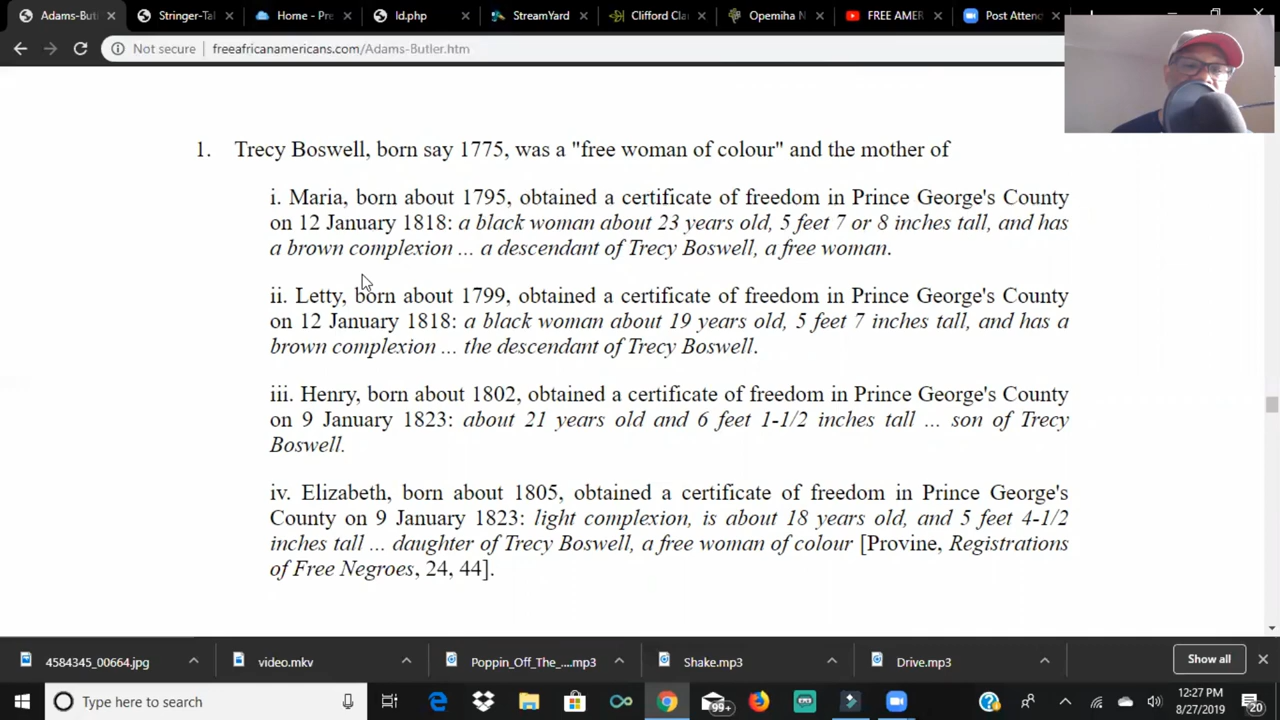 Adams-Butl
Stringer-Tal
Home - Pre
ld.php
StreamYard
Clifford Cla
Opemiha N
FREE AMER
Post Attend
Not secure
freeafricanamericans.com/Adams-Butler.htm
1. Trecy Boswell, born say 1775, was a "free woman of colour" and the mother of
i. Maria, born about 1795, obtained a certificate of freedom in Prince George's County
on 12 January 1818: a black woman about 23 years old, 5 feet 7 or 8 inches tall, and has
a brown complexion ... a descendant of Trecy Boswell, a free woman.
ii. Letty, born about 1799, obtained a certificate of freedom in Prince George's County
on 12 January 1818: a black woman about 19 years old, 5 feet 7 inches tall, and has a
brown complexion ... the descendant of Trecy Boswell.
iii. Henry, born about 1802, obtained a certificate of freedom in Prince George's County
on 9 January 1823: about 21 years old and 6 feet 1-1/2 inches tall ... son of Trecy
Boswell.
iv. Elizabeth, born about 1805, obtained a certificate of freedom in Prince George's
County on 9 January 1823: light complexion, is about 18 years old, and 5 feet 4-1/2
inches tall ... daughter of Trecy Boswell, a free woman of colour [Provine, Registrations
of Free Negroes, 24, 44].
4584345_00664.jpg
video.mkv
Poppin_Off_The_....mp3
Shake.mp3
Drive.mp3
Show all
Type here to search
99+
12:27 PM
8/27/2019
20